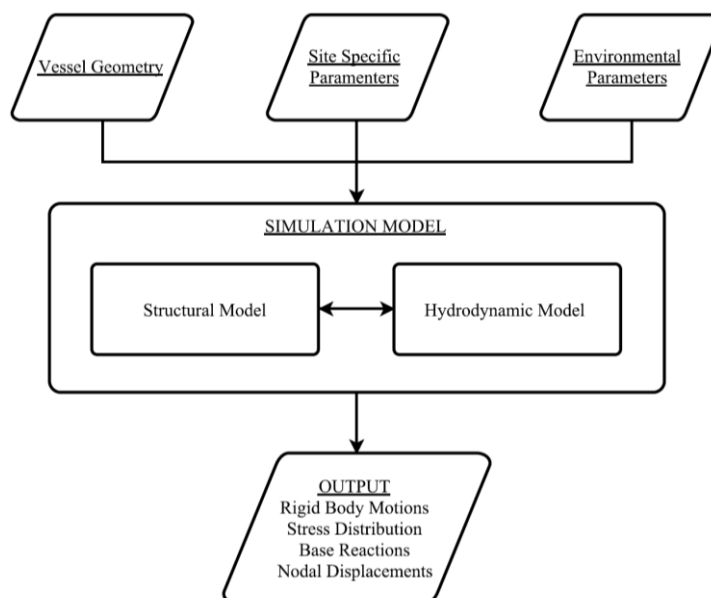 Vessel Geometry
Site Specific
Paramenters
Environmental
Parameters
SIMULATION MODEL
Structural Model
Hydrodynamic Model
OUTPUT
Rigid Body Motions
Stress Distribution
Base Reactions
Nodal Displacements